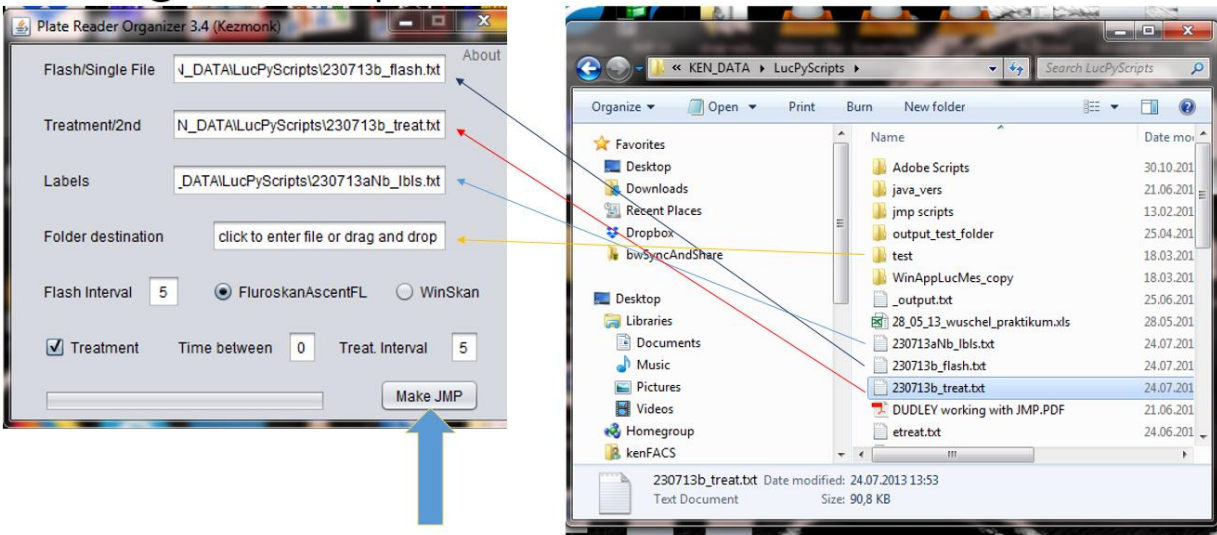 Plate Reader Organizer 3.4 (Kezmonk)
About
Flash/Single File
\_DATA\LucPyScripts\230713b_flash.txt
Treatment/2nd
N_DATA\LucPyScripts\230713b_treat.txt
Labels
_DATA\LucPyScripts\230713aNb_lbls.txt
Folder destination
click to enter file or drag and drop
Flash Interval 5 FluroskanAscentFL WinSkan
Treatment Time between 0 Treat. Interval 5
Make JMP
« KEN_DATA LucPyScripts Search LucPyScripts
Organize Open Print Burn New folder
Favorites
Desktop
Downloads
Recent Places
Dropbox
bwSyncAndShare
Desktop
Libraries
Documents
Music
Pictures
Videos
Homegroup
kenFACS
Name Date mo
Adobe Scripts 30.10.201
java_vers 21.06.201
jmp scripts 13.02.201
output_test_folder 25.04.201
test 18.03.201
WinAppLucMes_copy 18.03.201
_output.txt 25.06.201
28_05_13_wuschel_praktikum.xls 28.05.201
230713aNb_lbls.txt 24.07.201
230713b_flash.txt 24.07.201
230713b_treat.txt 24.07.201
DUDLEY working with JMP.PDF 21.06.201
etreat.txt 24.06.201
230713b_treat.txt Date modified: 24.07.2013 13:53
Text Document Size: 90,8 KB